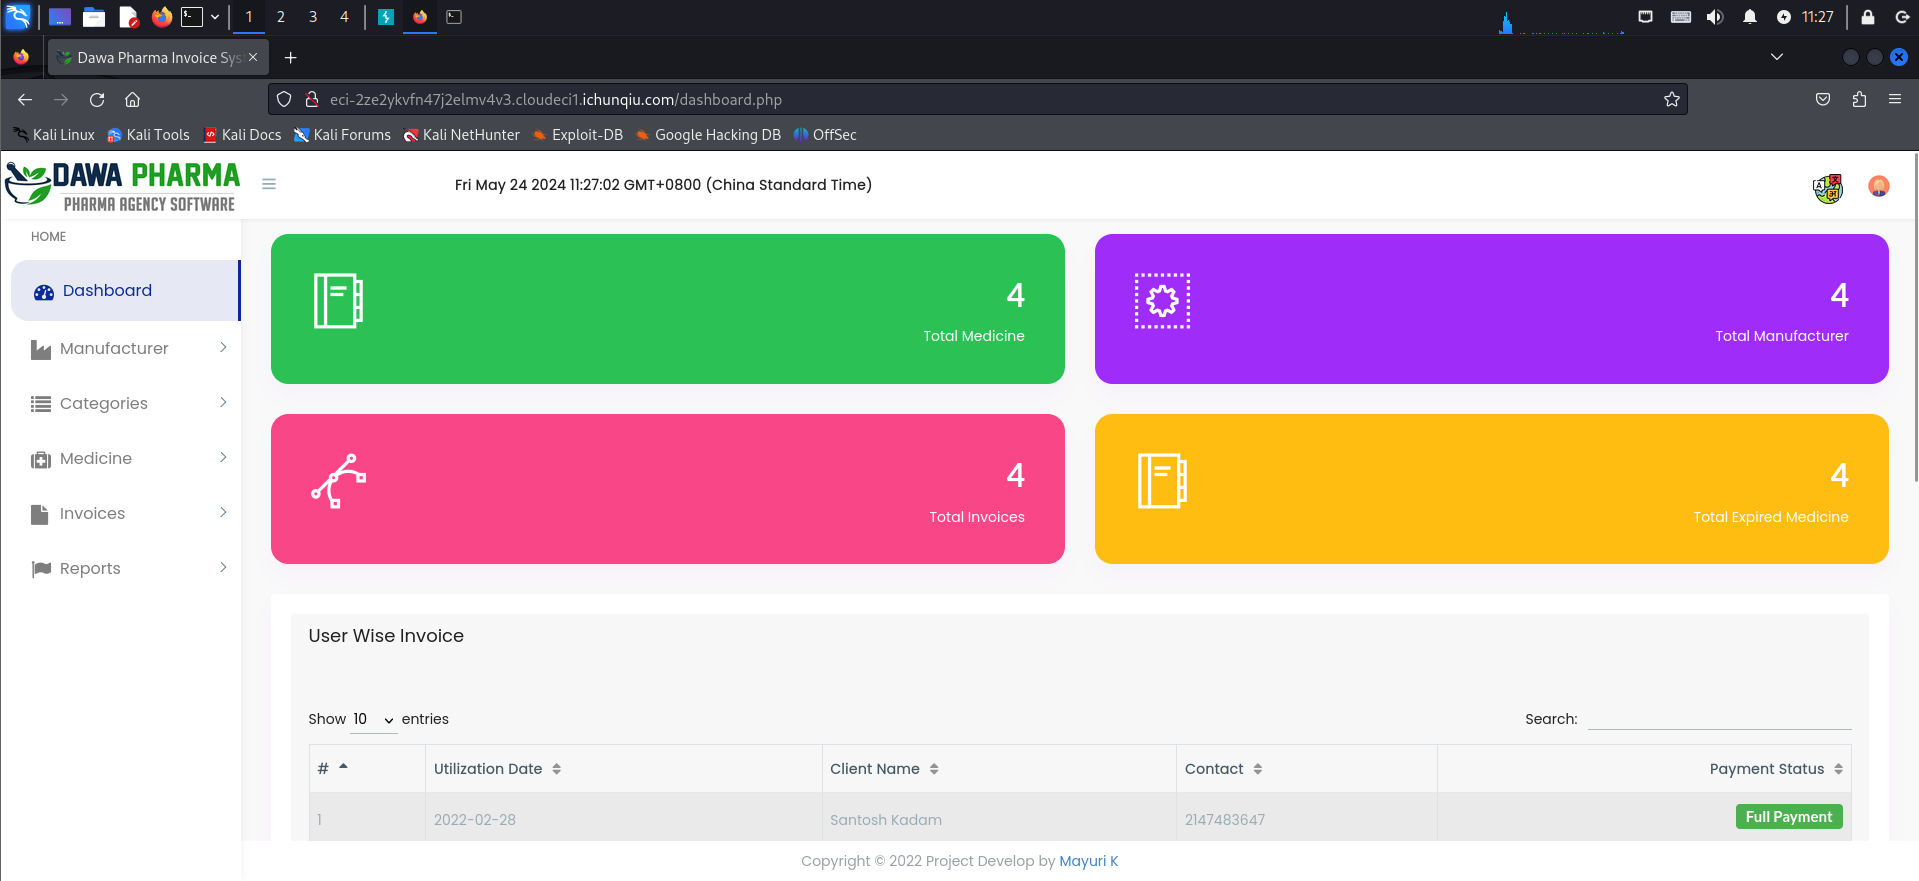 1 2 3 4 11:27
Dawa Pharma Invoice Sys
eci-2ze2ykvfn47j2elmv4v3.cloudeci1.ichunqiu.com/dashboard.php
Kali Linux Kali Tools Kali Docs Kali Forums Kali NetHunter Exploit-DB Google Hacking DB OffSec
DAWA PHARMA
PHARMA AGENCY SOFTWARE
Fri May 24 2024 11:27:02 GMT+0800 (China Standard Time)
HOME
Dashboard
Manufacturer
Categories
Medicine
Invoices
Reports
4
Total Medicine
4
Total Manufacturer
4
Total Invoices
4
Total Expired Medicine
User Wise Invoice
Show 10 entries Search:
# Utilization Date Client Name Contact Payment Status
1 2022-02-28 Santosh Kadam 2147483647 Full Payment
Copyright © 2022 Project Develop by Mayuri K